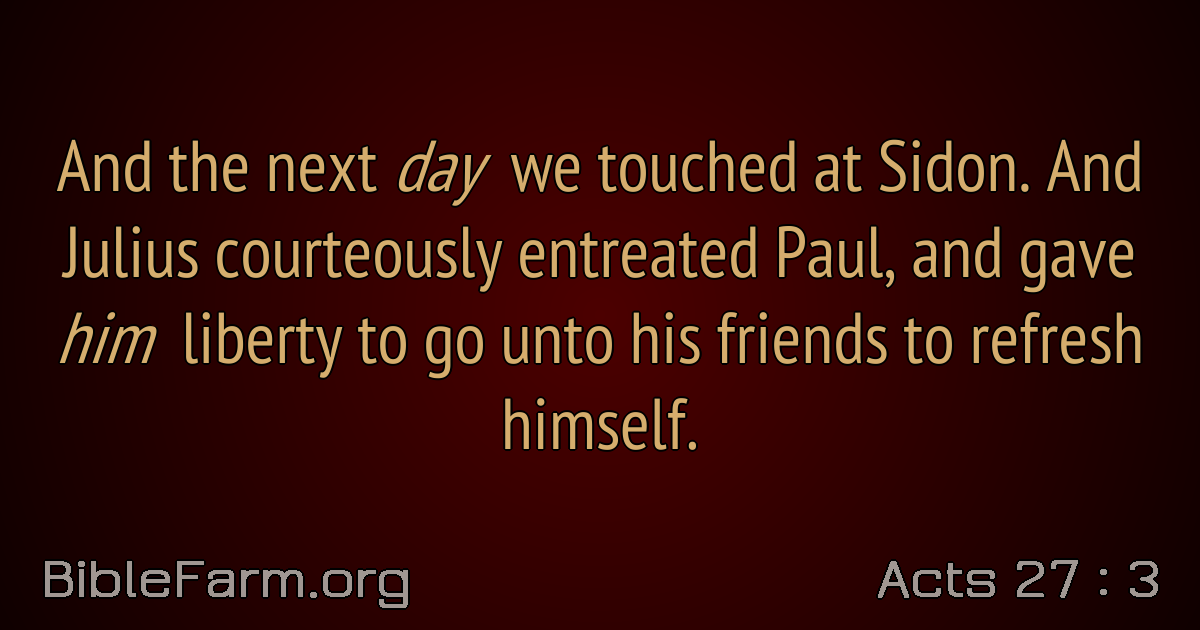 And the next day we touched at Sidon. And
Julius courteously entreated Paul, and gave
him liberty to go unto his friends to refresh
himself.
BibleFarm.org
Acts 27 : 3